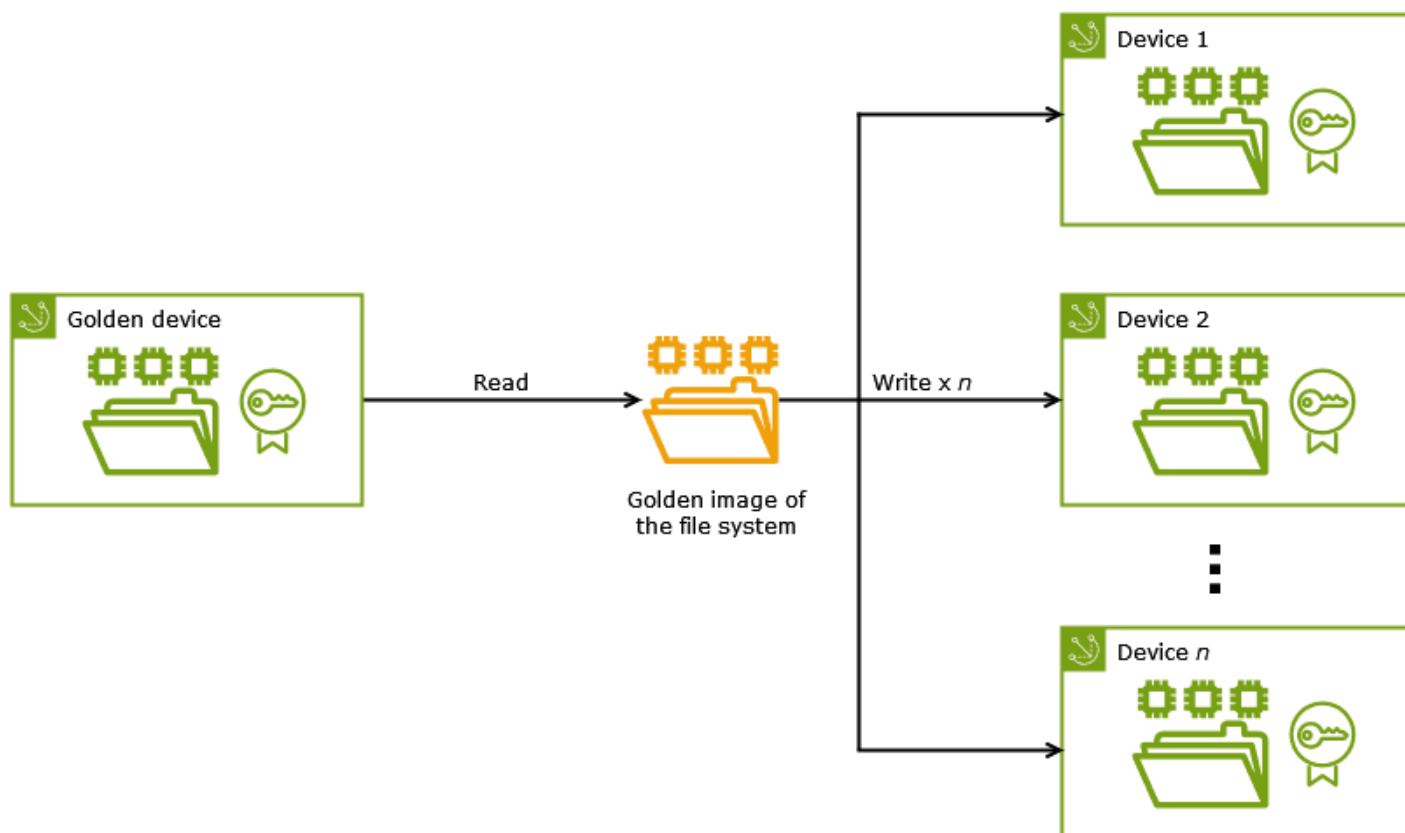 Device 1
Golden device
Read
Golden image of
the file system
Write x n
Device 2
Device n